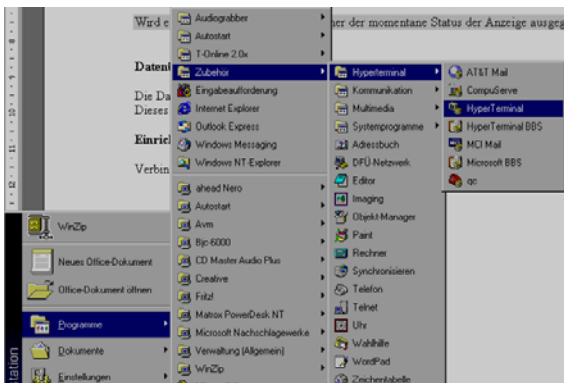 Wird e
ner der momentane Status der Anzeige ausgeg
Datent
Die Da
Dieses
Einricl
Verbin
Audiograbber
Autostart
T-Online 2.0x
Zubehör
Eingabeaufforderung
Internet Explorer
Outlook Express
Windows Messaging
Windows NT-Explorer
ahead Nero
Autostart
Avm
Bjc-6000
CD Master Audio Plus
Creative
Fritz!
Matrox PowerDesk NT
Microsoft Nachschlagewerke
Verwaltung (Allgemein)
WinZip
Hyperterminal
Kommunikation
Multimedia
Systemprogramme
Adressbuch
DFÜ-Netzwerk
Editor
Imaging
Objekt-Manager
Paint
Rechner
Synchronisieren
Telefon
Telnet
Uhr
Wahlhilfe
WordPad
Zeichentabelle
AT&T Mail
CompuServe
HyperTerminal
HyperTerminal BBS
MCI Mail
Microsoft BBS
qc
WinZip
Neues Office-Dokument
Office-Dokument öffnen
Programme
Dokumente
Einstellungen
tation